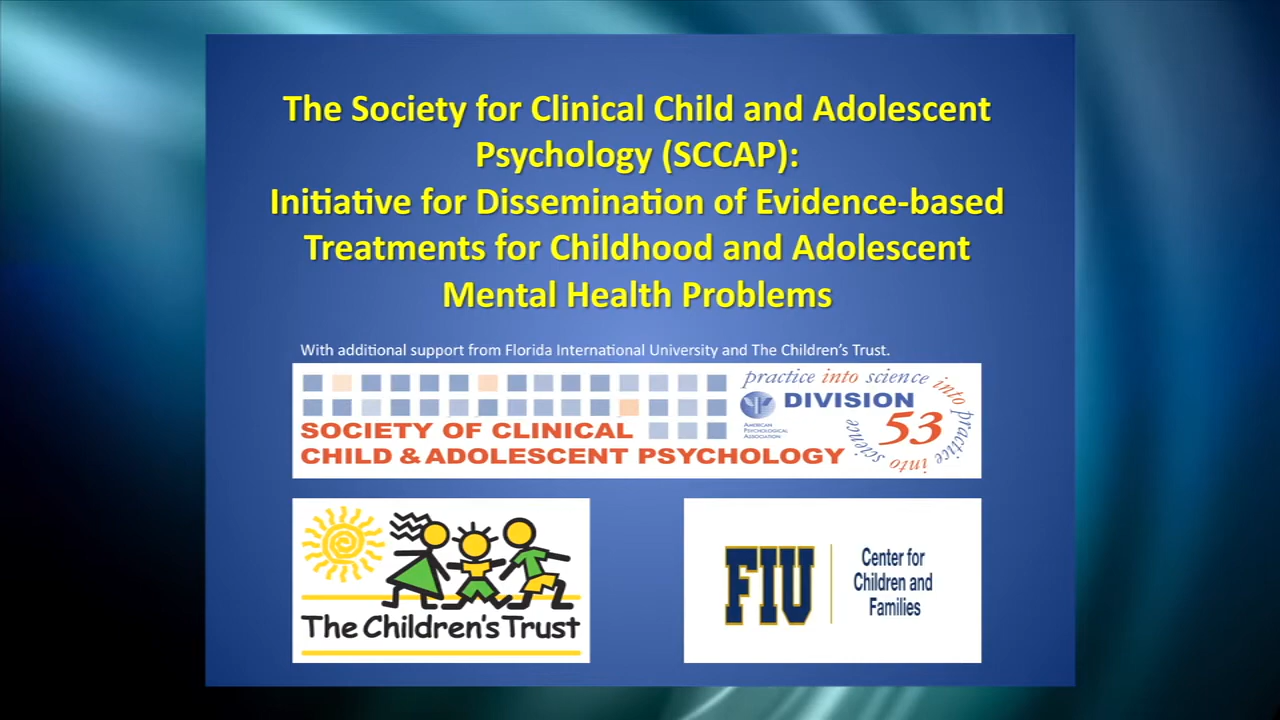 The Society for Clinical Child and Adolescent
Psychology (SCCAP):
Initiative for Dissemination of Evidence-based
Treatments for Childhood and Adolescent
Mental Health Problems
With additional support from Florida International University and The Children's Trust.
practice into science into practice into science
DIVISION
53
AMERICAN
PSYCHOLOGICAL
ASSOCIATION
SOCIETY OF CLINICAL
CHILD & ADOLESCENT PSYCHOLOGY
The Children's Trust
FIU
Center for
Children and
Families